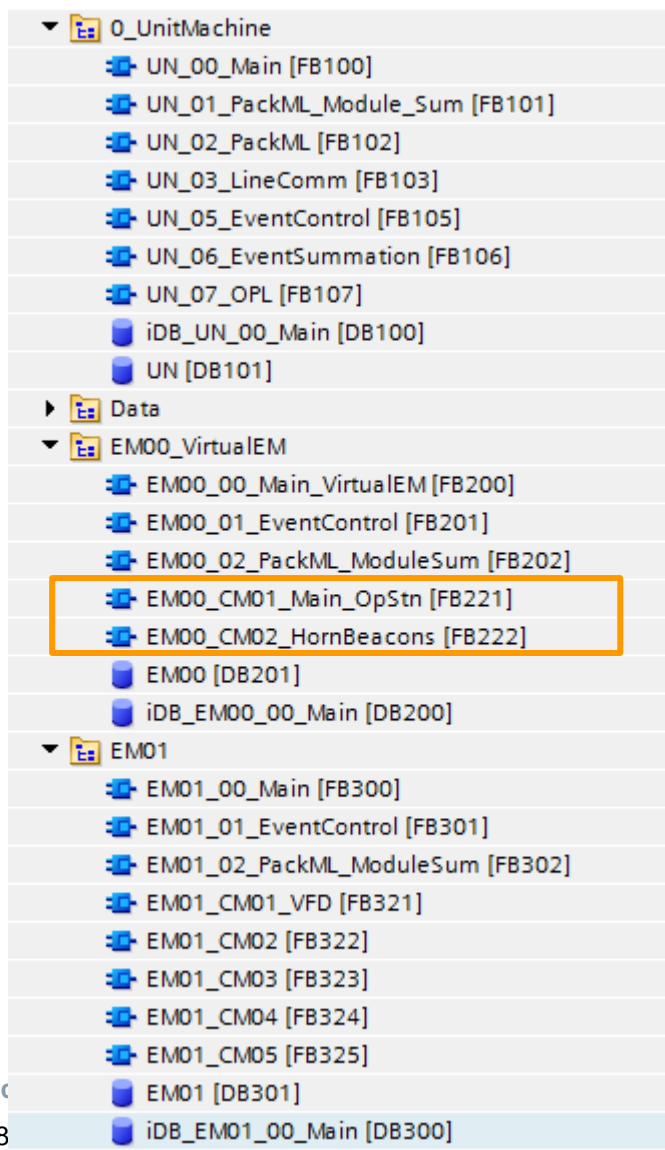 0_UnitMachine
UN_00_Main [FB100]
UN_01_PackML_Module_Sum [FB101]
UN_02_PackML [FB102]
UN_03_LineComm [FB103]
UN_05_EventControl [FB105]
UN_06_EventSummation [FB106]
UN_07_OPL [FB107]
iDB_UN_00_Main [DB100]
UN [DB101]
Data
EM00_VirtualEM
EM00_00_Main_VirtualEM [FB200]
EM00_01_EventControl [FB201]
EM00_02_PackML_ModuleSum [FB202]
EM00_CM01_Main_OpStn [FB221]
EM00_CM02_HornBeacons [FB222]
EM00 [DB201]
iDB_EM00_00_Main [DB200]
EM01
EM01_00_Main [FB300]
EM01_01_EventControl [FB301]
EM01_02_PackML_ModuleSum [FB302]
EM01_CM01_VFD [FB321]
EM01_CM02 [FB322]
EM01_CM03 [FB323]
EM01_CM04 [FB324]
EM01_CM05 [FB325]
EM01 [DB301]
8 iDB_EM01_00_Main [DB300]